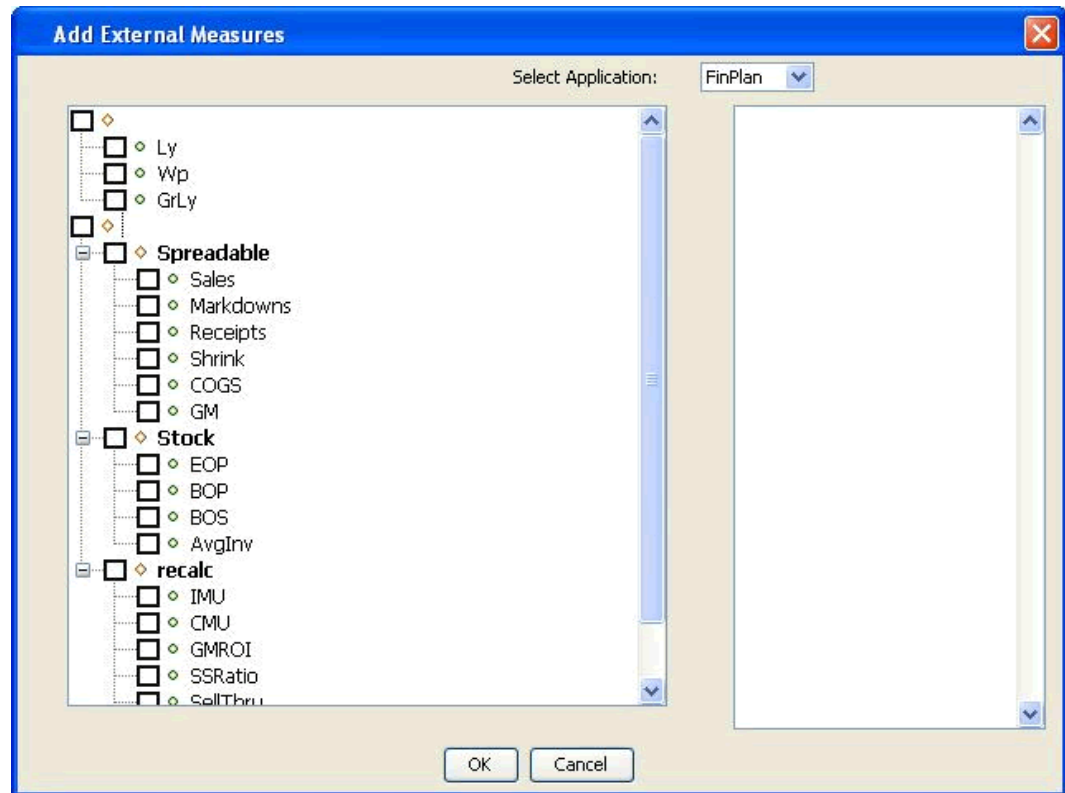 Add External Measures
Select Application: FinPlan
Ly
Wp
GrLy
Spreadable
Sales
Markdowns
Receipts
Shrink
COGS
GM
Stock
EOP
BOP
BOS
AvgInv
recalc
IMU
CMU
GMROI
SSRatio
SellThru
OK Cancel